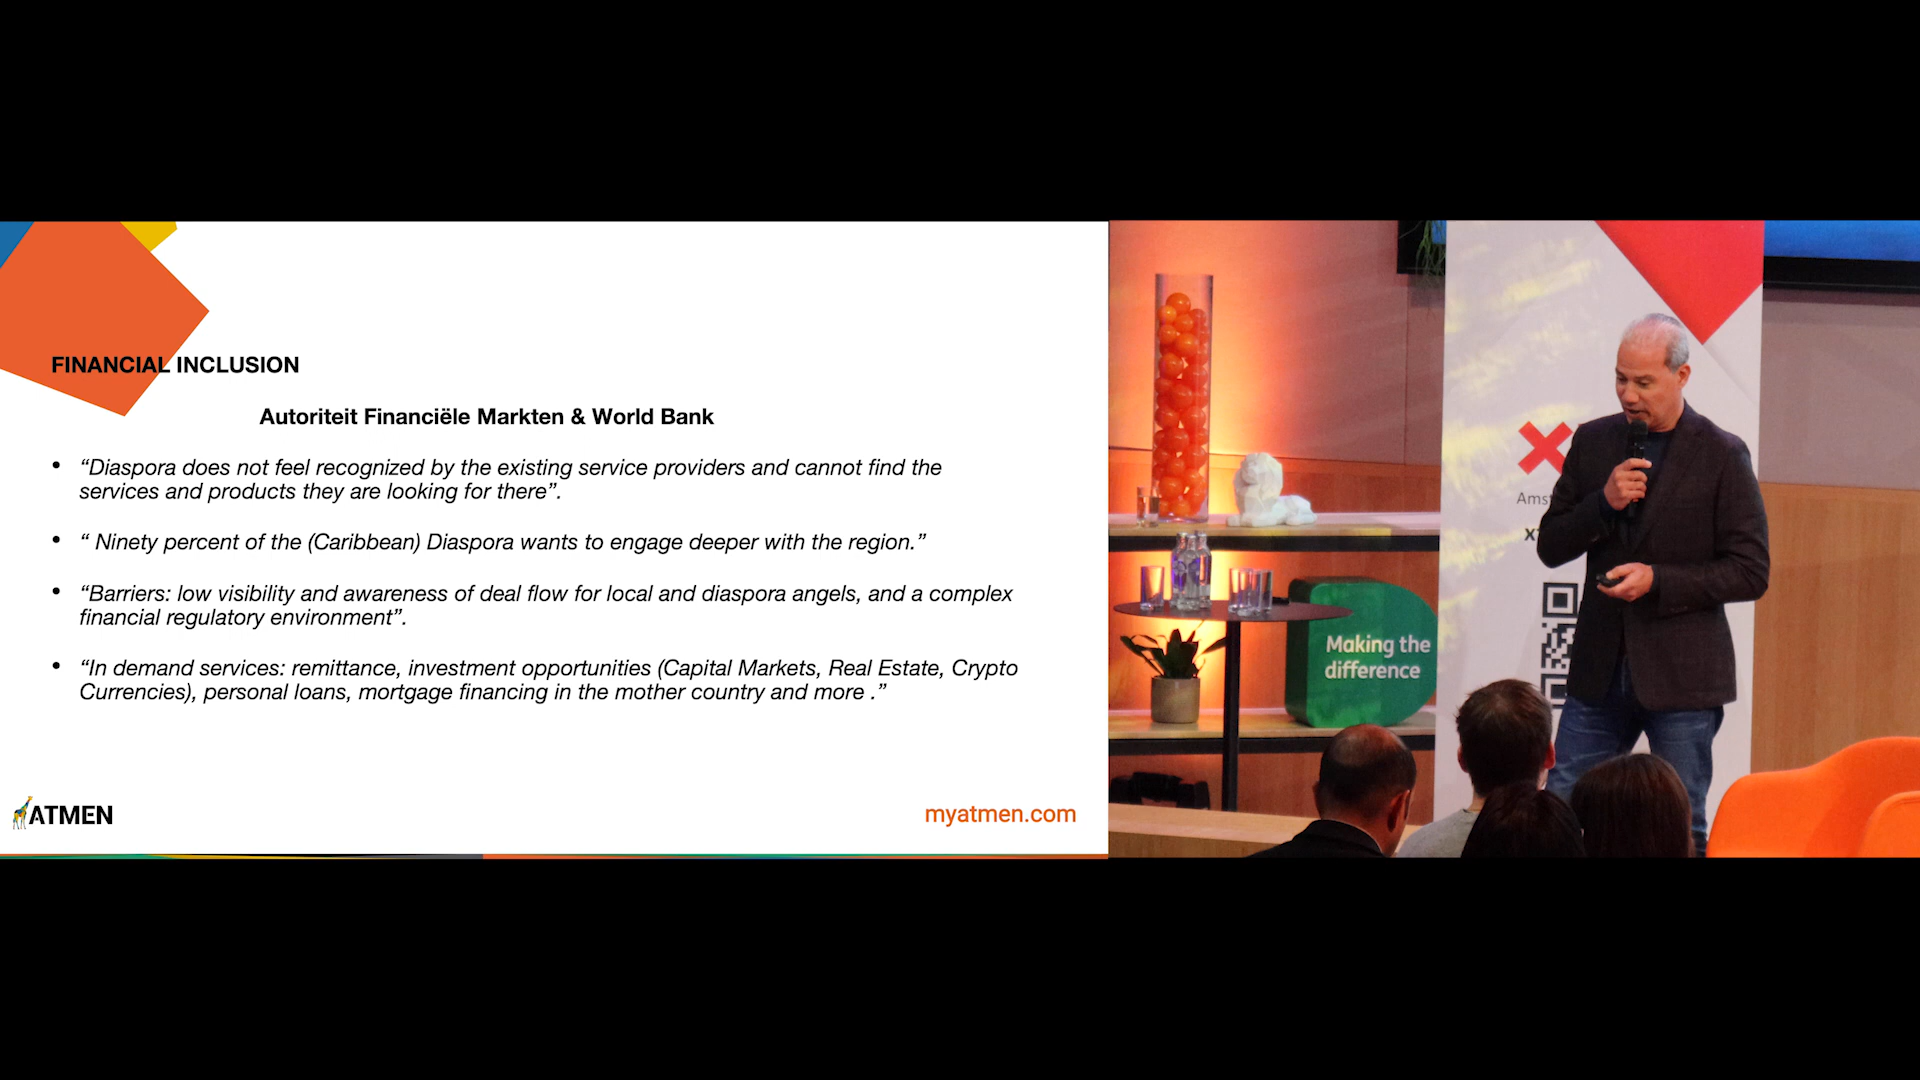 FINANCIAL INCLUSION
Autoriteit Financiële Markten & World Bank
• “Diaspora does not feel recognized by the existing service providers and cannot find the
services and products they are looking for there”.
• “ Ninety percent of the (Caribbean) Diaspora wants to engage deeper with the region.”
• “Barriers: low visibility and awareness of deal flow for local and diaspora angels, and a complex
financial regulatory environment”.
• “In demand services: remittance, investment opportunities (Capital Markets, Real Estate, Crypto
Currencies), personal loans, mortgage financing in the mother country and more .”
ATMEN
myatmen.com
Making the
difference